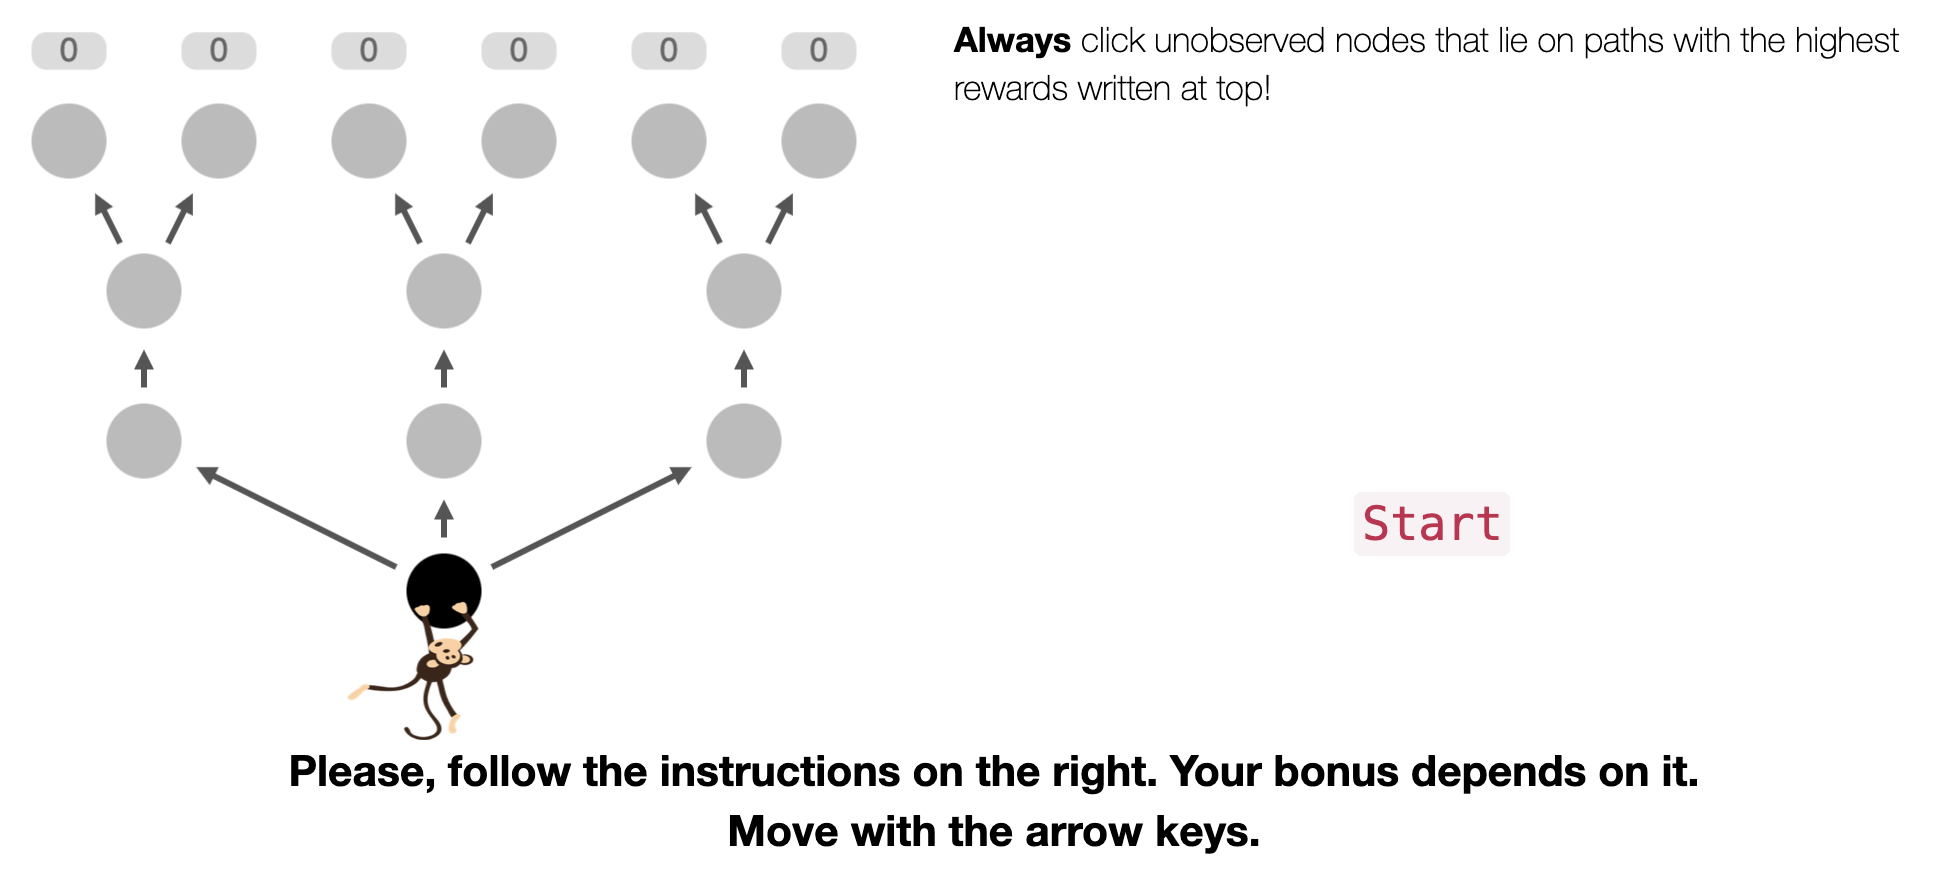 0 0 0 0 0 0
Always click unobserved nodes that lie on paths with the highest
rewards written at top!
Start
Please, follow the instructions on the right. Your bonus depends on it.
Move with the arrow keys.